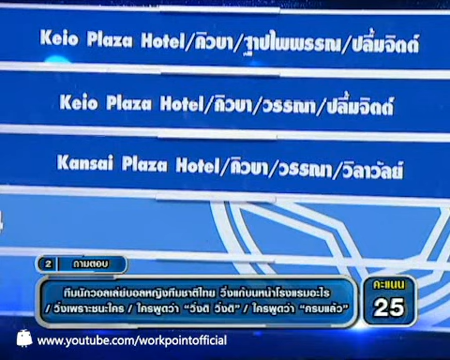 Keio Plaza Hotel/คิวบา/ฐาปไพพรรณ/ปลื้มจิตต์
Keio Plaza Hotel/คิวบา/วรรณา/ปลื้มจิตต์
Kansai Plaza Hotel/คิวบา/วรรณา/วิลาวัลย์
2 ถามตอบ
ทีมนักวอลเล่ย์บอลหญิงทีมชาติไทย วิ่งแก้บนหน้าโรงแรมอะไร
/ วิ่งเพราะชนะใคร / ใครพูดว่า "วิ่งดิ วิ่งดิ" / ใครพูดว่า "ครบแล้ว"
คะแนน
25
www.youtube.com/workpointofficial